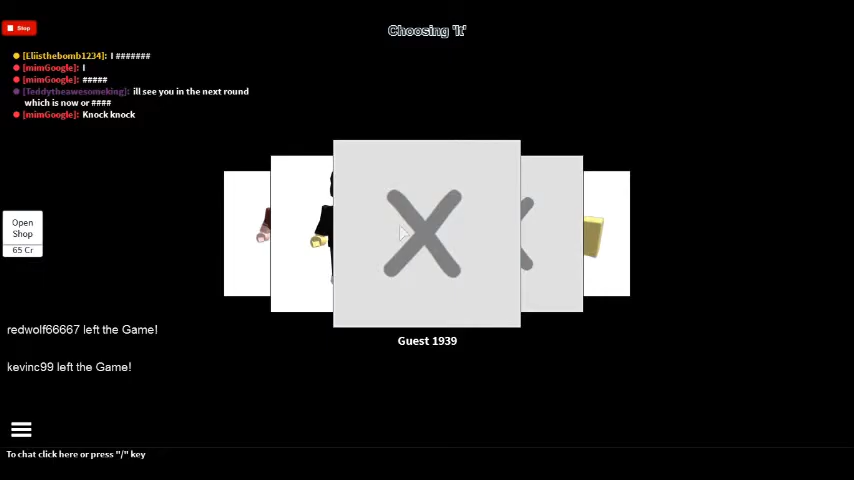 Stop
Choosing 'It'
[Eliisthebomb1234]: I #######
[mimGoogle]: I
[mimGoogle]: #####
[Teddytheawesomeking]: ill see you in the next round
which is now or ####
[mimGoogle]: Knock knock
Open
Shop
65 Cr
redwolf66667 left the Game!
Guest 1939
kevinc99 left the Game!
To chat click here or press "/" key